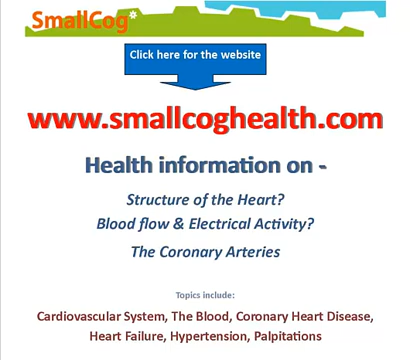 SmallCog
Click here for the website
www.smallcoghealth.com
Health information on -
Structure of the Heart?
Blood flow & Electrical Activity?
The Coronary Arteries
Topics include:
Cardiovascular System, The Blood, Coronary Heart Disease,
Heart Failure, Hypertension, Palpitations